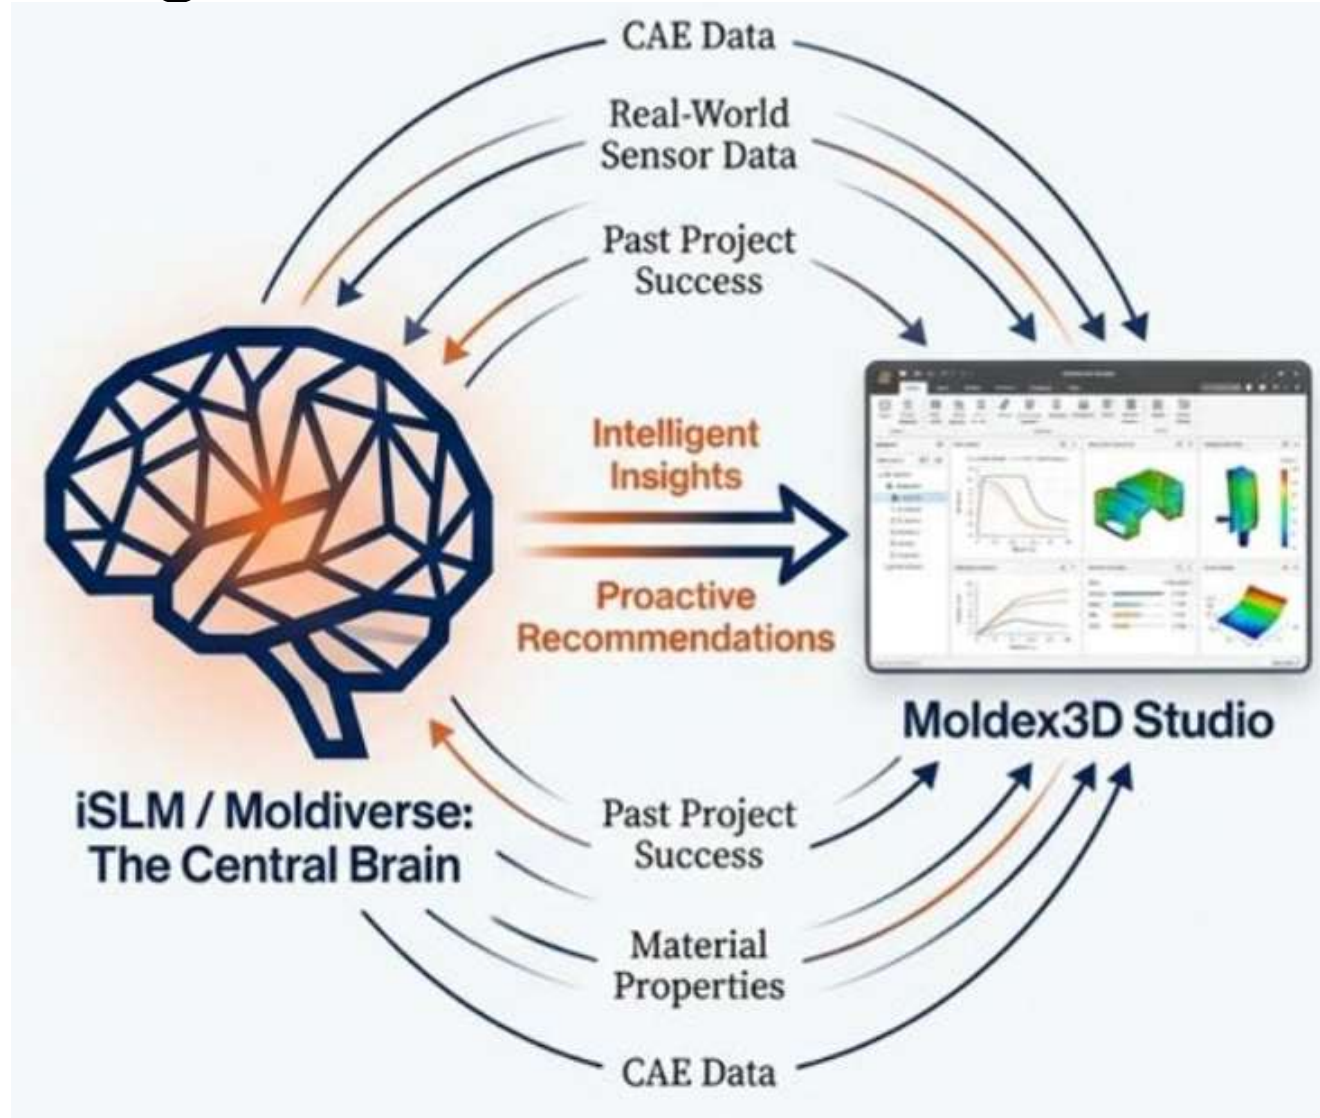 CAE Data
Real-World
Sensor Data
Past Project
Success
Intelligent
Insights
Proactive
Recommendations
Moldex3D Studio
iSLM / Moldiverse:
The Central Brain
Past Project
Success
Material
Properties
CAE Data